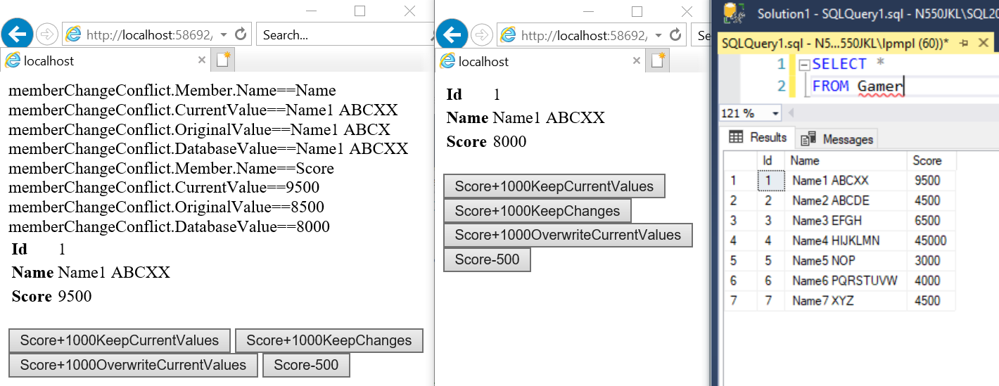 http://localhost:58692/
Search...
localhost
memberChangeConflict.Member.Name==Name
memberChangeConflict.CurrentValue==Name1 ABCXX
memberChangeConflict.OriginalValue==Name1 ABCX
memberChangeConflict.DatabaseValue==Name1 ABCXX
memberChangeConflict.Member.Name==Score
memberChangeConflict.CurrentValue==9500
memberChangeConflict.OriginalValue==8500
memberChangeConflict.DatabaseValue==8000
Id 1
Name Name1 ABCXX
Score 9500
Score+1000KeepCurrentValues Score+1000KeepChanges
Score+1000OverwriteCurrentValues Score-500
http://localhost:58692/
Se
localhost
Id 1
Name Name1 ABCXX
Score 8000
Score+1000KeepCurrentValues
Score+1000KeepChanges
Score+1000OverwriteCurrentValues
Score-500
Solution1 - SQLQuery1.sql - N550JKL\SQL20
SQLQuery1.sql - N5...550JKL\lpmpl (60))*
1 SELECT *
2 FROM Gamer
121 %
Results Messages
Id Name Score
1 1 Name1 ABCXX 9500
2 2 Name2 ABCDE 4500
3 3 Name3 EFGH 6500
4 4 Name4 HIJKLMN 45000
5 5 Name5 NOP 3000
6 6 Name6 PQRSTUVW 4000
7 7 Name7 XYZ 4500